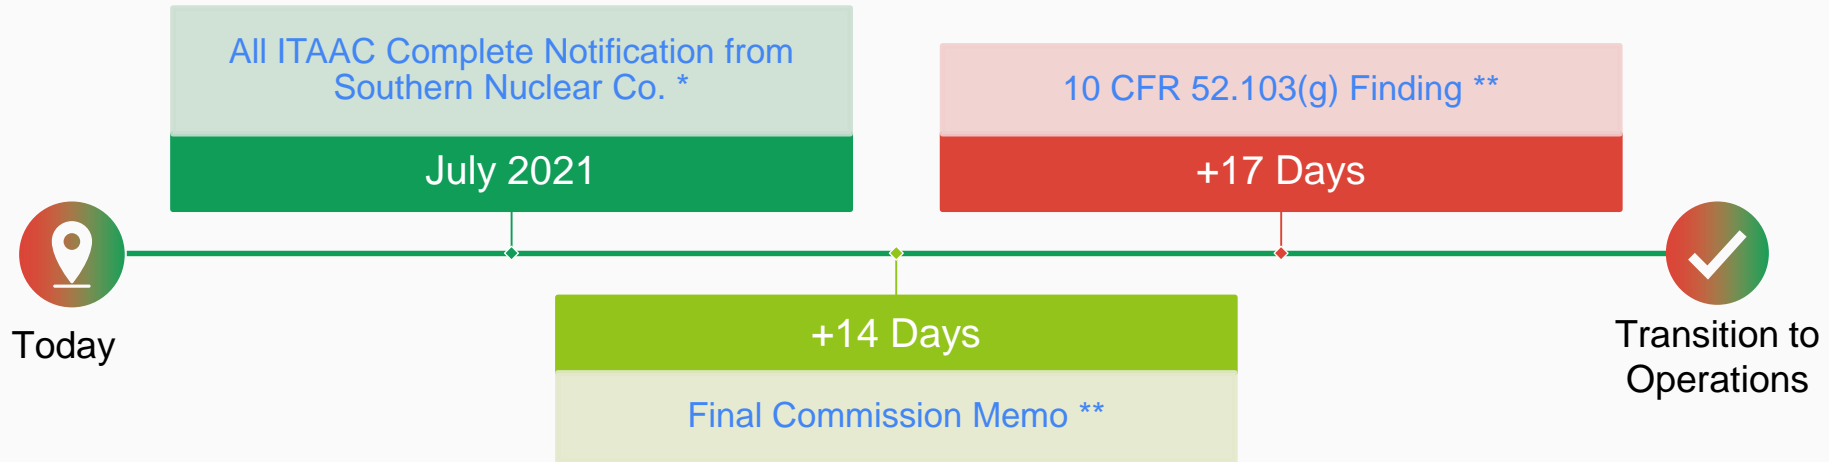 All ITAAC Complete Notification from
Southern Nuclear Co. *
July 2021
10 CFR 52.103(g) Finding **
+17 Days
Today
+14 Days
Final Commission Memo **
Transition to
Operations